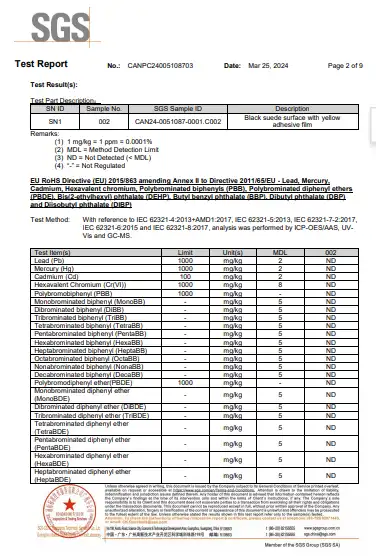 SGS
Test Report No.: CANPC24005108703 Date: Mar 25, 2024 Page 2 of 9
Test Result(s):
Test Part Description:
SN ID Sample No. SGS Sample ID Description
SN1 002 CAN24-0051087-0001.C002 Black suede surface with yellow adhesive film
Remarks:
(1) 1 mg/kg = 1 ppm = 0.0001%
(2) MDL = Method Detection Limit
(3) ND = Not Detected (< MDL)
(4) "-" = Not Regulated
EU RoHS Directive (EU) 2015/863 amending Annex II to Directive 2011/65/EU - Lead, Mercury,
Cadmium, Hexavalent chromium, Polybrominated biphenyls (PBB), Polybrominated diphenyl ethers
(PBDE), Bis(2-ethylhexyl) phthalate (DEHP), Butyl benzyl phthalate (BBP), Dibutyl phthalate (DBP)
and Diisobutyl phthalate (DIBP)
Test Method: With reference to IEC 62321-4:2013+AMD1:2017, IEC 62321-5:2013, IEC 62321-7-2:2017,
IEC 62321-6:2015 and IEC 62321-8:2017, analysis was performed by ICP-OES/AAS, UV-
Vis and GC-MS.
Test Item(s) Limit Unit(s) MDL 002
Lead (Pb) 1000 mg/kg 2 ND
Mercury (Hg) 1000 mg/kg 2 ND
Cadmium (Cd) 100 mg/kg 2 ND
Hexavalent Chromium (Cr(VI)) 1000 mg/kg 8 ND
Polybromobiphenyl (PBB) 1000 mg/kg - ND
Monobrominated biphenyl (MonoBB) - mg/kg 5 ND
Dibrominated biphenyl (DiBB) - mg/kg 5 ND
Tribrominated biphenyl (TriBB) - mg/kg 5 ND
Tetrabrominated biphenyl (TetraBB) - mg/kg 5 ND
Pentabrominated biphenyl (PentaBB) - mg/kg 5 ND
Hexabrominated biphenyl (HexaBB) - mg/kg 5 ND
Heptabrominated biphenyl (HeptaBB) - mg/kg 5 ND
Octabrominated biphenyl (OctaBB) - mg/kg 5 ND
Nonabrominated biphenyl (NonaBB) - mg/kg 5 ND
Decabrominated biphenyl (DecaBB) - mg/kg 5 ND
Polybromodiphenyl ether(PBDE) 1000 mg/kg - ND
Monobrominated diphenyl ether (MonoBDE) - mg/kg 5 ND
Dibrominated diphenyl ether (DiBDE) - mg/kg 5 ND
Tribrominated diphenyl ether (TriBDE) - mg/kg 5 ND
Tetrabrominated diphenyl ether (TetraBDE) - mg/kg 5 ND
Pentabrominated diphenyl ether (PentaBDE) - mg/kg 5 ND
Hexabrominated diphenyl ether (HexaBDE) - mg/kg 5 ND
Heptabrominated diphenyl ether (HeptaBDE) - mg/kg 5 ND
Member of the SGS Group (SGS SA)